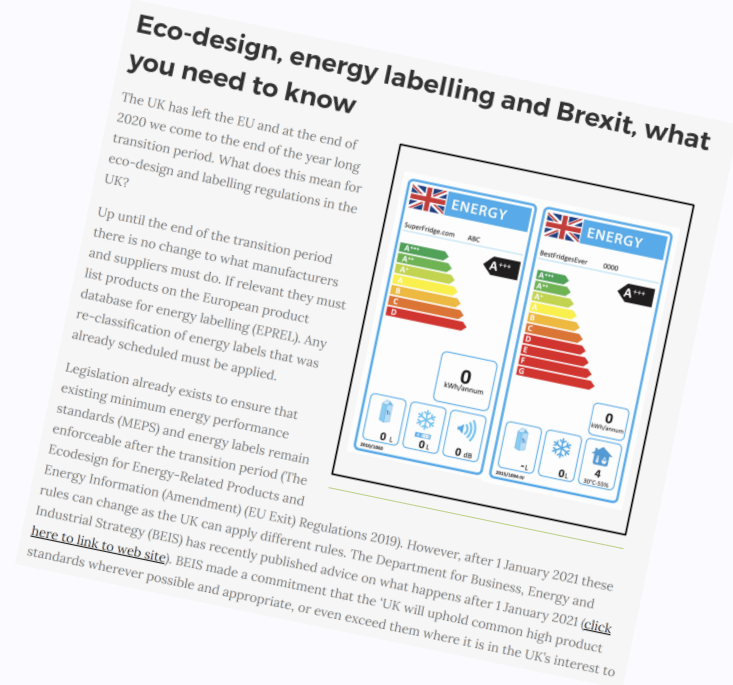 Eco-design, energy labelling and Brexit, what
you need to know
The UK has left the EU and at the end of
2020 we come to the end of the year long
transition period. What does this mean for
eco-design and labelling regulations in the
UK?
Up until the end of the transition period
there is no change to what manufacturers
and suppliers must do. If relevant they must
list products on the European product
database for energy labelling (EPREL). Any
re-classification of energy labels that was
already scheduled must be applied.
Legislation already exists to ensure that
existing minimum energy performance
standards (MEPS) and energy labels remain
enforceable after the transition period (The
Ecodesign for Energy-Related Products and
Energy Information (Amendment) (EU Exit) Regulations 2019). However, after 1 January 2021 these
rules can change as the UK can apply different rules. The Department for Business, Energy and
Industrial Strategy (BEIS) has recently published advice on what happens after 1 January 2021 (click
here to link to web site). BEIS made a commitment that the ‘UK will uphold common high product
standards wherever possible and appropriate, or even exceed them where it is in the UK’s interest to
ENERGY
SuperFridge.com ABC
A+++
A++
A+
A
B
C
D
A+++
0
kWh/annum
0 L
0 L
0 dB
ENERGY
BestFridgesEver 0000
A+++
A++
A+
A
B
C
D
E
F
G
A+++
0
kWh/annum
-L
0L
4
30°C-55%